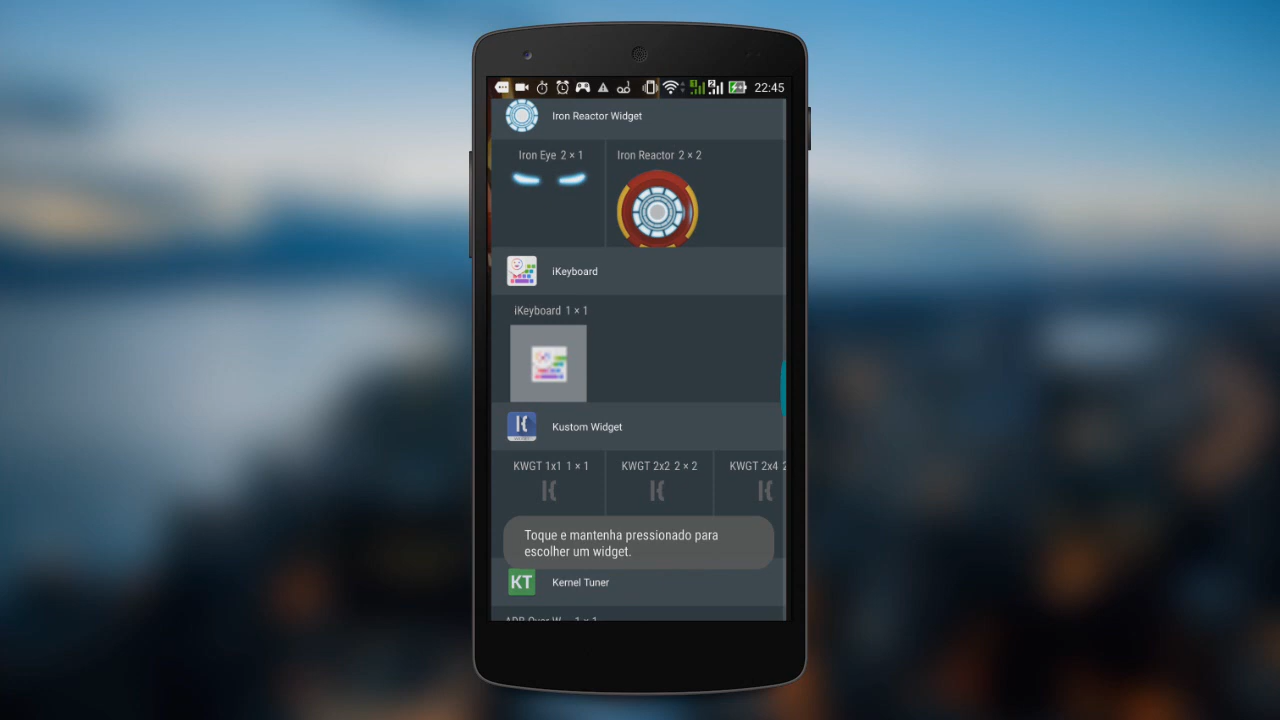 22:45
Iron Reactor Widget
Iron Eye 2 × 1
Iron Reactor 2 × 2
iKeyboard
iKeyboard 1 × 1
Kustom Widget
KWGT 1x1 1 × 1
KWGT 2x2 2 × 2
KWGT 2x4 2
Toque e mantenha pressionado para
escolher um widget.
KT
Kernel Tuner